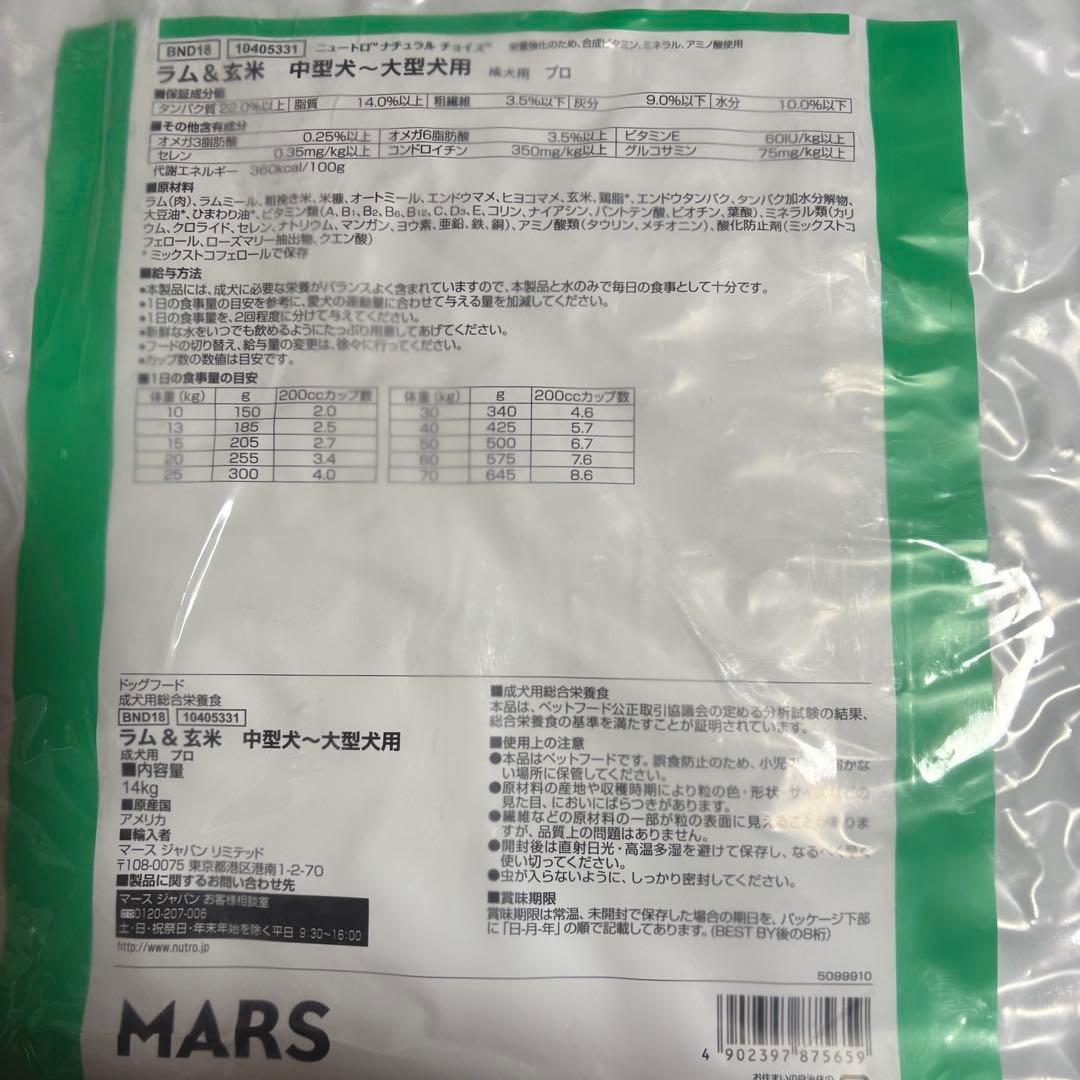 BND18 10405331 ニュートロ™ ナチュラル チョイス™ 栄養強化のため、合成ビタミン、ミネラル、アミノ酸使用
ラム＆玄米 中型犬～大型犬用 成犬用 プロ
■保証成分値
タンパク質 22.0%以上 脂質 14.0%以上 粗繊維 3.5%以下 灰分 9.0%以下 水分 10.0%以下
■その他含有成分
オメガ3脂肪酸 0.25%以上 オメガ6脂肪酸 3.5%以上 ビタミンE 60IU/kg以上
セレン 0.35mg/kg以上 コンドロイチン 350mg/kg以上 グルコサミン 75mg/kg以上
代謝エネルギー 360kcal/100g
■原材料
ラム(肉)、ラムミール、粗挽き米、米糠、オートミール、エンドウマメ、ヒヨコマメ、玄米、鶏脂*、エンドウタンパク、タンパク加水分解物、
大豆油*、ひまわり油*、ビタミン類(A、B1、B2、B6、B12、C、D3、E、コリン、ナイアシン、パントテン酸、ビオチン、葉酸)、ミネラル類(カリ
ウム、クロライド、セレン、ナトリウム、マンガン、ヨウ素、亜鉛、鉄、銅)、アミノ酸類(タウリン、メチオニン)、酸化防止剤(ミックストコ
フェロール、ローズマリー抽出物、クエン酸)
* ミックストコフェロールで保存
■給与方法
●本製品には、成犬に必要な栄養がバランスよく含まれていますので、本製品と水のみで毎日の食事として十分です。
●1日の食事量の目安を参考に、愛犬の運動量に合わせて与える量を加減してください。
●1日の食事量を、2回程度に分けて与えてください。
●新鮮な水をいつでも飲めるようにたっぷり用意してあげてください。
●フードの切り替え、給与量の変更は、徐々に行ってください。
●カップ数の数値は目安です。
■1日の食事量の目安
体重(kg) g 200ccカップ数 体重(kg) g 200ccカップ数
10 150 2.0 30 340 4.6
13 185 2.5 40 425 5.7
15 205 2.7 50 500 6.7
20 255 3.4 60 575 7.6
25 300 4.0 70 645 8.6
ドッグフード
成犬用総合栄養食
BND18 10405331
ラム＆玄米 中型犬～大型犬用
成犬用 プロ
■内容量
14kg
■原産国
アメリカ
■輸入者
マース ジャパン リミテッド
〒108-0075 東京都港区港南1-2-70
■製品に関するお問い合わせ先
マース ジャパン お客様相談室
0120-207-006
土・日・祝祭日・年末年始を除く平日 9:30～16:00
http://www.nutro.jp
■成犬用総合栄養食
本品は、ペットフード公正取引協議会の定める分析試験の結果、
総合栄養食の基準を満たすことが証明されています。
■使用上の注意
●本品はペットフードです。誤食防止のため、小児の 届かな
い場所に保管してください。
●原材料の産地や収穫時期により粒の色・形状・サイズなどの
見た目、においにばらつきがあります。
●繊維などの原材料の一部が粒の表面に見えることがありま
すが、品質上の問題はありません。
●開封後は直射日光・高温多湿を避けて保存し、なるべく早く
使い切ってください。
●虫が入らないように、しっかり密封してください。
■賞味期限
賞味期限は常温、未開封で保存した場合の期日を、パッケージ下部
に「日-月-年」の順で記載してあります。(BEST BY後の8桁)
5099910
MARS
4 902397 875659
お住まいの自治体の